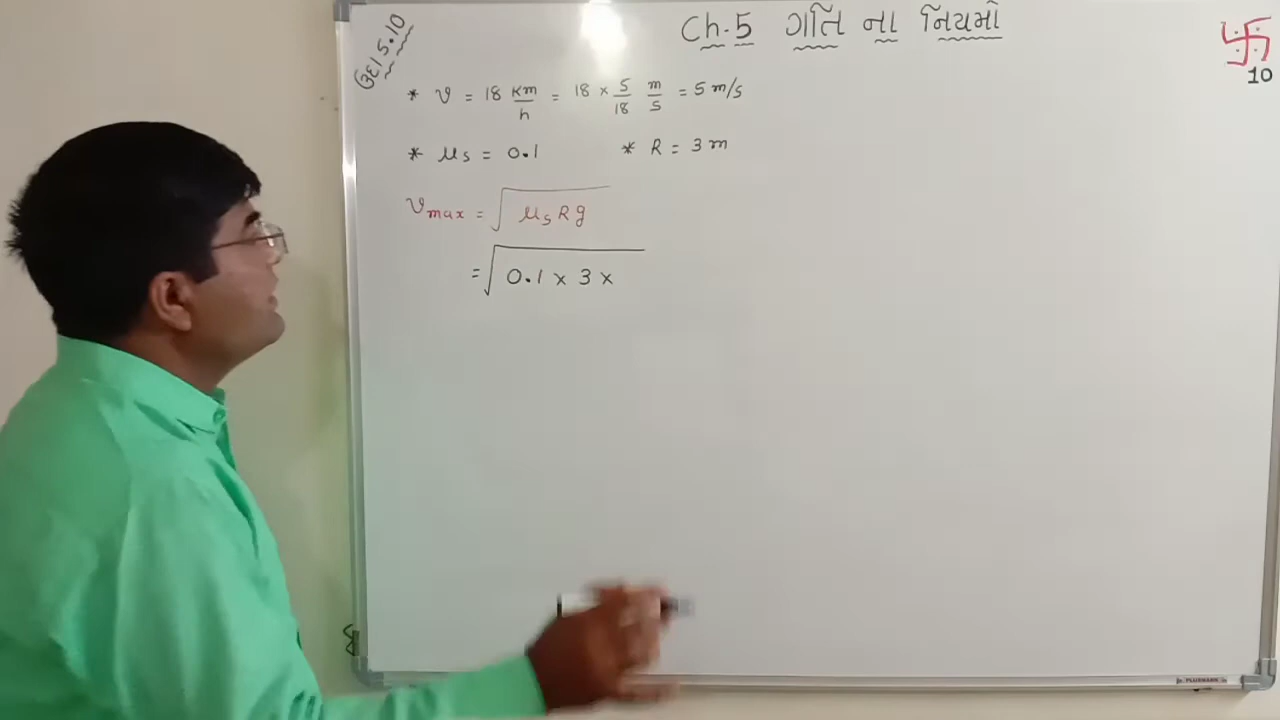 Ch.5 ગતિ ના નિયમો
10
ઉદા 5.10
* v = 18 km/h = 18 × 5/18 m/s = 5 m/s
* μs = 0.1 * R = 3 m
vmax = √μsRg
= √0.1 × 3 ×